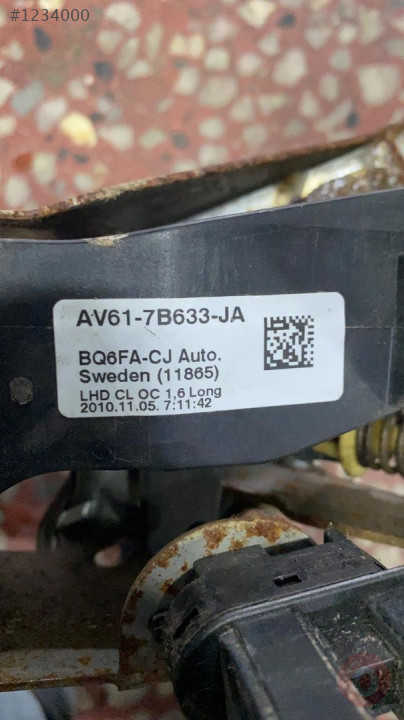 #1234000
AV61-7B633-JA
BQ6FA-CJ Auto.
Sweden (11865)
LHD CL OC 1,6 Long
2010.11.05. 7:11:42